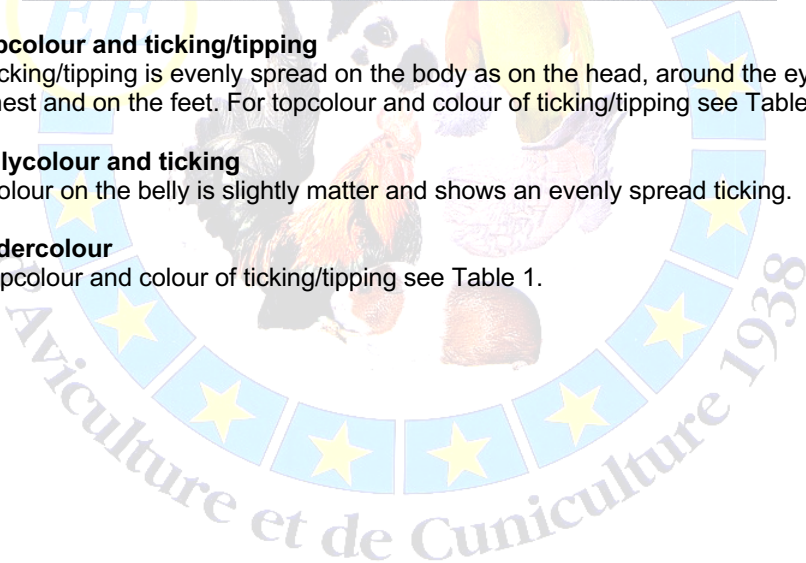 pcolour and ticking/tipping
cking/tipping is evenly spread on the body as on the head, around the ey
hest and on the feet. For topcolour and colour of ticking/tipping see Table
lycolour and ticking
olour on the belly is slightly matter and shows an evenly spread ticking.
dercolour
pcolour and colour of ticking/tipping see Table 1.
Aviculture et de Cuniculture 1938